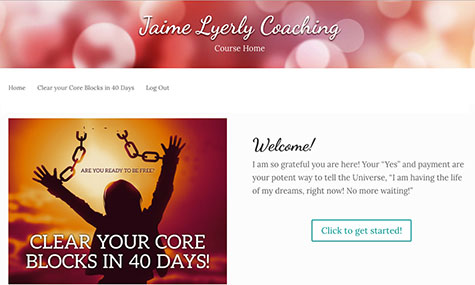 Jaime Lyerly Coaching
Course Home
Home Clear your Core Blocks in 40 Days Log Out
ARE YOU READY TO BE FREE?
CLEAR YOUR CORE
BLOCKS IN 40 DAYS!
Welcome!
I am so grateful you are here! Your “Yes” and payment are
your potent way to tell the Universe, “I am having the life
of my dreams, right now! No more waiting!”
Click to get started!